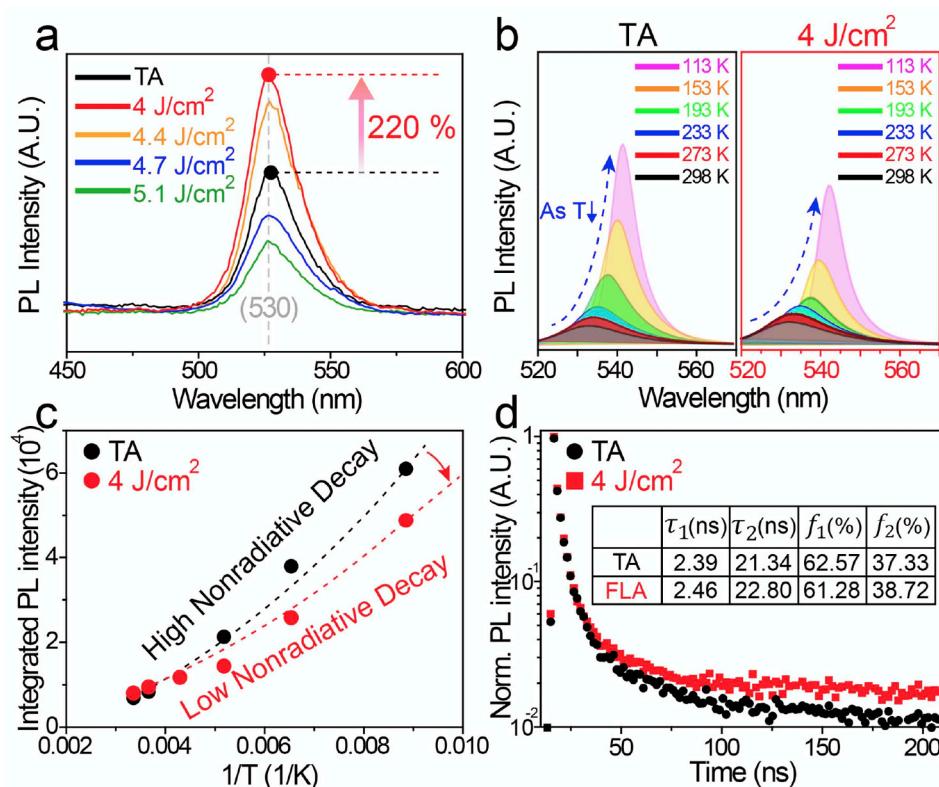 a
TA
4 J/cm²
4.4 J/cm²
4.7 J/cm²
5.1 J/cm²
220 %
(530)
PL Intensity (A.U.)
450 500 550 600
Wavelength (nm)
b
TA
4 J/cm²
113 K
153 K
193 K
233 K
273 K
298 K
As T↓
113 K
153 K
193 K
233 K
273 K
298 K
PL Intensity (A.U.)
520 540 560
520 540 560
Wavelength (nm)
Wavelength (nm)
c
TA
4 J/cm²
High Nonradiative Decay
Low Nonradiative Decay
Integrated PL intensity (10⁴)
6
4
2
0
0.002 0.004 0.006 0.008 0.010
1/T (1/K)
d
TA
4 J/cm²
τ₁(ns) τ₂(ns) f₁(%) f₂(%)
TA 2.39 21.34 62.57 37.33
FLA 2.46 22.80 61.28 38.72
Norm. PL intensity (A.U.)
1
10⁻¹
10⁻²
50 100 150 200
Time (ns)